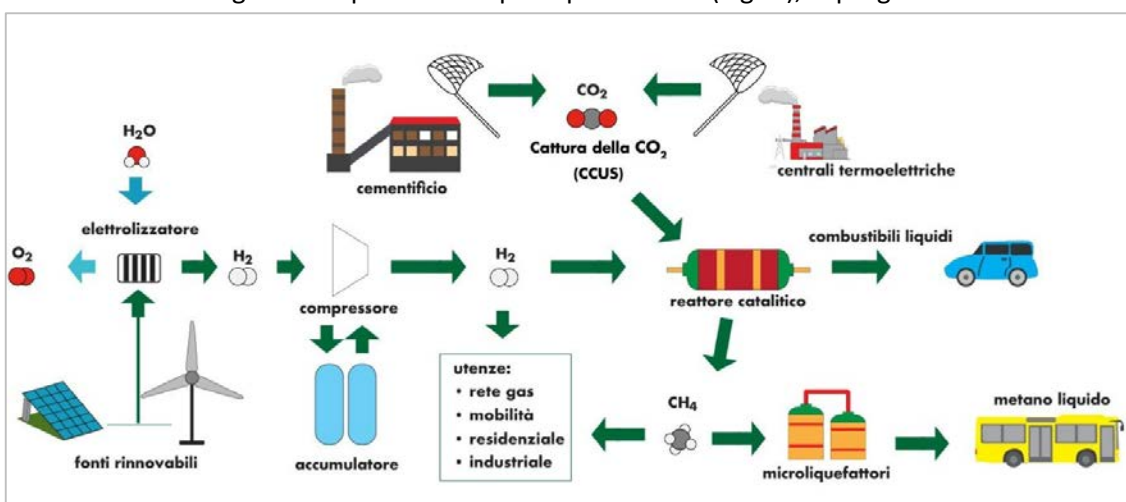 CO2
Cattura della CO2
(CCUS)
cementificio
centrali termoelettriche
H2O
elettrolizzatore
O2
H2
compressore
H2
reattore catalitico
combustibili liquidi
fonti rinnovabili
accumulatore
utenze:
• rete gas
• mobilità
• residenziale
• industriale
CH4
microliquefattori
metano liquido